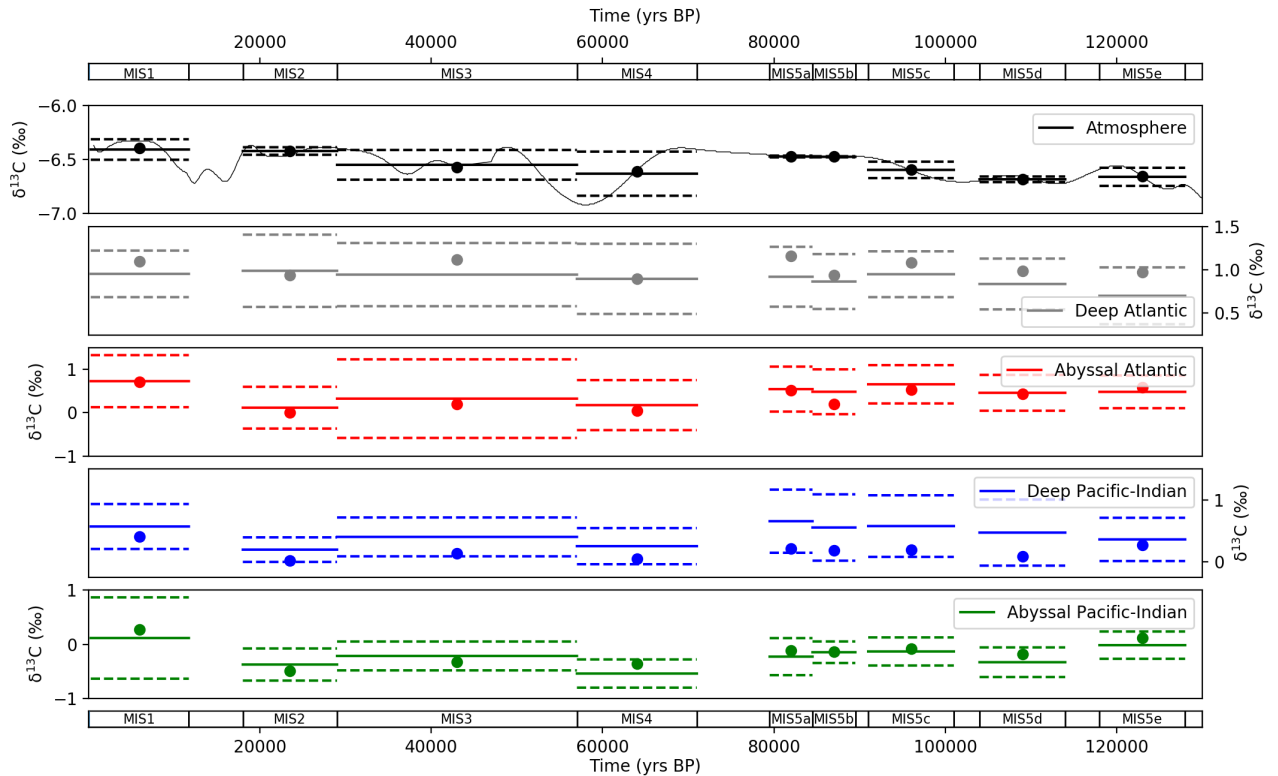 Time (yrs BP)
20000 40000 60000 80000 100000 120000
MIS1 MIS2 MIS3 MIS4 MIS5a MIS5b MIS5c MIS5d MIS5e
−6.0
−6.5
−7.0
δ¹³C (‰)
Atmosphere
1.5
1.0
0.5
δ¹³C (‰)
Deep Atlantic
1
0
−1
δ¹³C (‰)
Abyssal Atlantic
1
0
δ¹³C (‰)
Deep Pacific-Indian
1
0
−1
δ¹³C (‰)
Abyssal Pacific-Indian
MIS1 MIS2 MIS3 MIS4 MIS5a MIS5b MIS5c MIS5d MIS5e
20000 40000 60000 80000 100000 120000
Time (yrs BP)